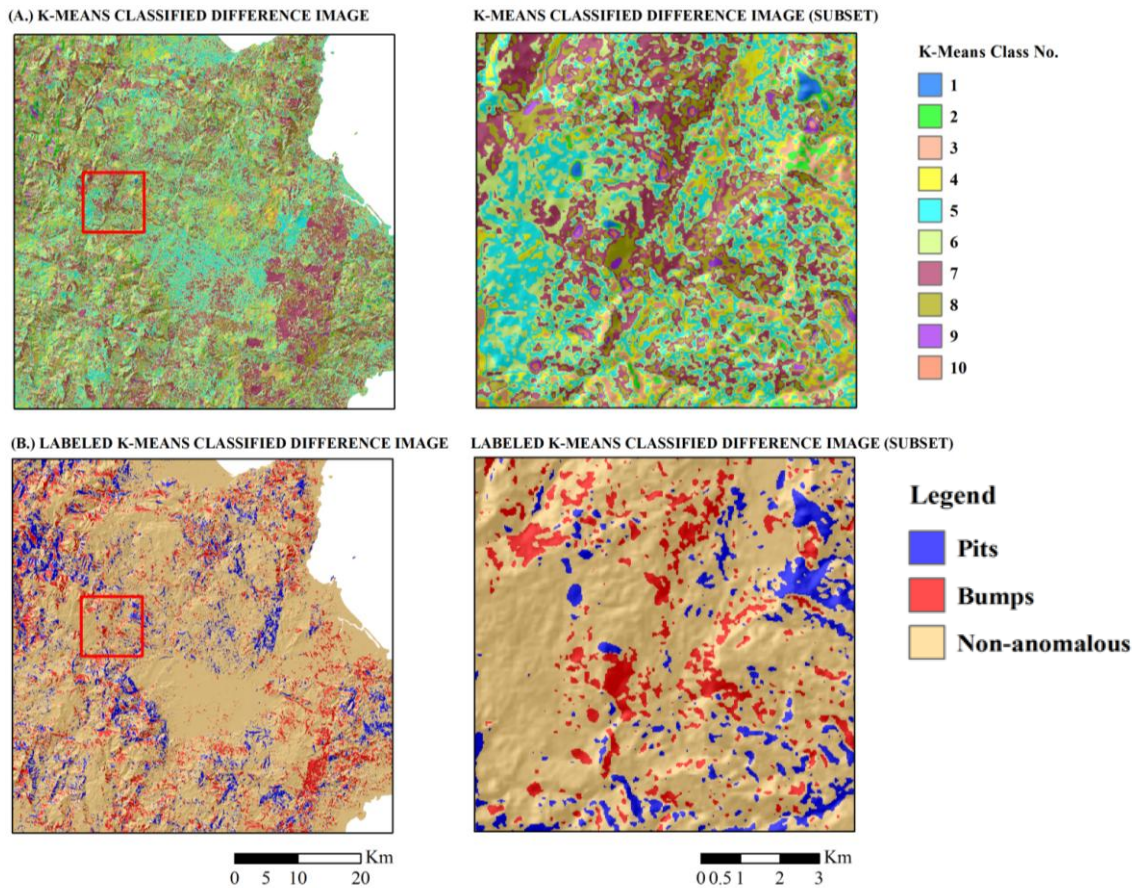 (A.) K-MEANS CLASSIFIED DIFFERENCE IMAGE
K-MEANS CLASSIFIED DIFFERENCE IMAGE (SUBSET)
K-Means Class No.
1
2
3
4
5
6
7
8
9
10
(B.) LABELED K-MEANS CLASSIFIED DIFFERENCE IMAGE
LABELED K-MEANS CLASSIFIED DIFFERENCE IMAGE (SUBSET)
Legend
Pits
Bumps
Non-anomalous
Km
0 5 10 20
Km
0 0.5 1 2 3